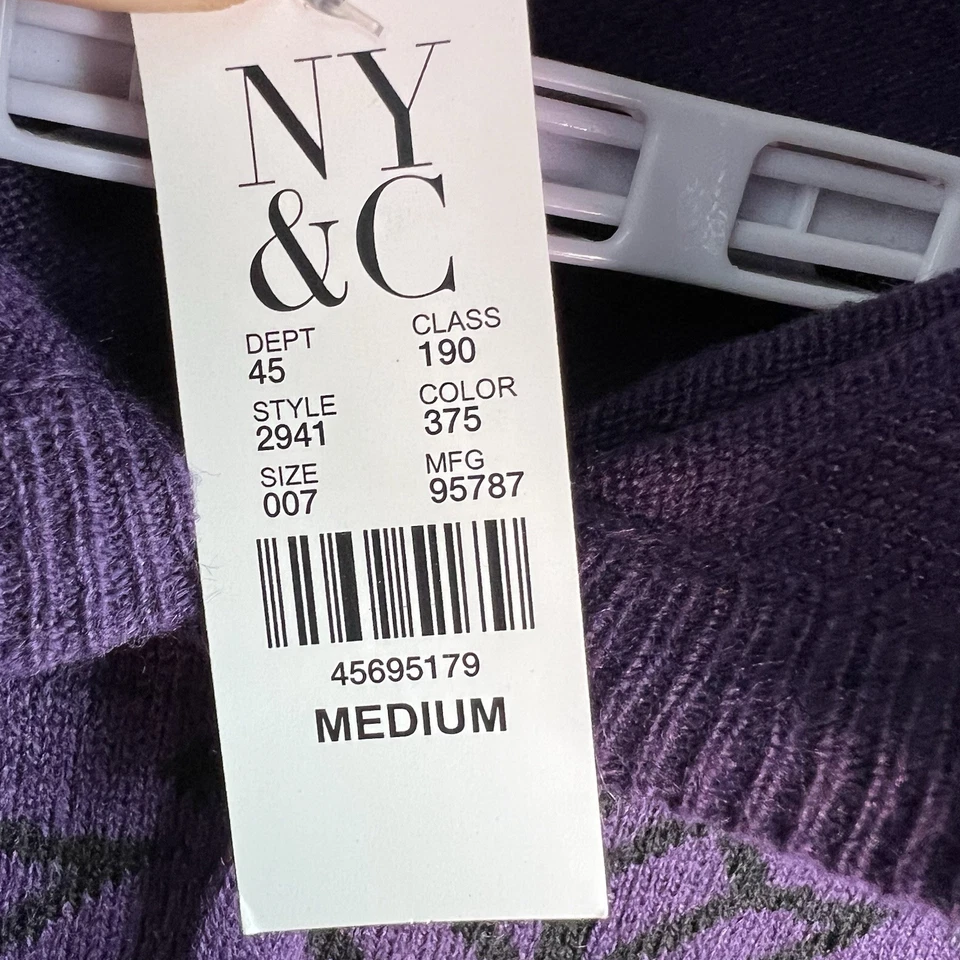 NY
&C
DEPT CLASS
45 190
STYLE COLOR
2941 375
SIZE MFG
007 95787
45695179
MEDIUM